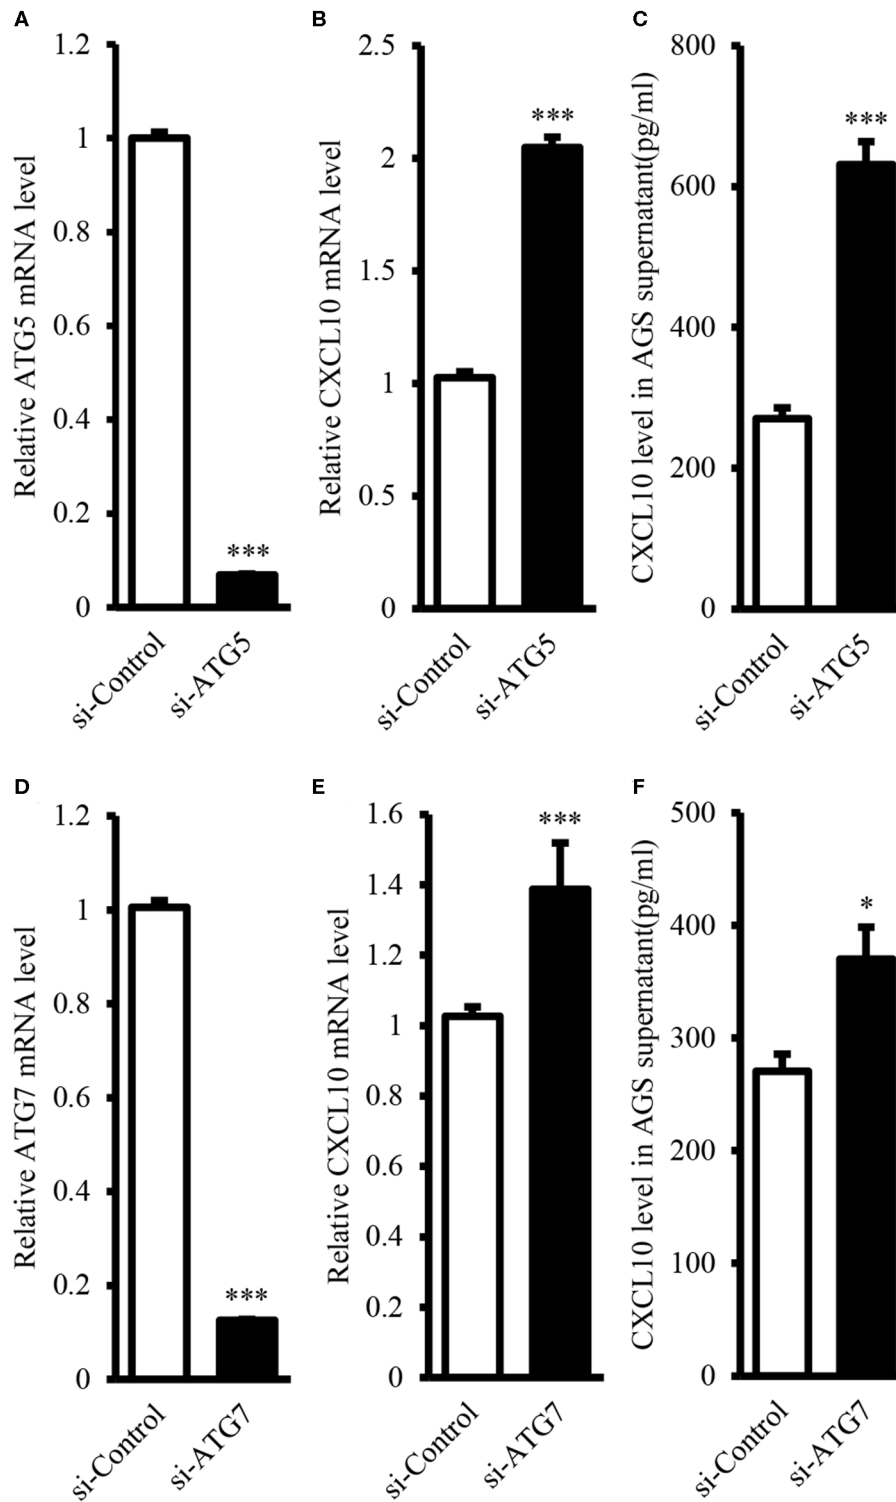 A
Relative ATG5 mRNA level
1.2
1
0.8
0.6
0.4
0.2
0
***
si-Control
si-ATG5
B
Relative CXCL10 mRNA level
2.5
2
1.5
1
0.5
0
***
si-Control
si-ATG5
C
CXCL10 level in AGS supernatant(pg/ml)
800
600
400
200
0
***
si-Control
si-ATG5
D
Relative ATG7 mRNA level
1.2
1
0.8
0.6
0.4
0.2
0
***
si-Control
si-ATG7
E
Relative CXCL10 mRNA level
1.6
1.4
1.2
1
0.8
0.6
0.4
0.2
0
***
si-Control
si-ATG7
F
CXCL10 level in AGS supernatant(pg/ml)
500
400
300
200
100
0
*
si-Control
si-ATG7